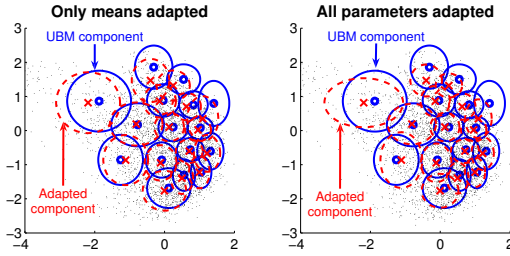 Only means adapted
UBM component
Adapted
component
3
2
1
0
−1
−2
−3
−4
−2
0
2
All parameters adapted
UBM component
Adapted
component
3
2
1
0
−1
−2
−3
−4
−2
0
2